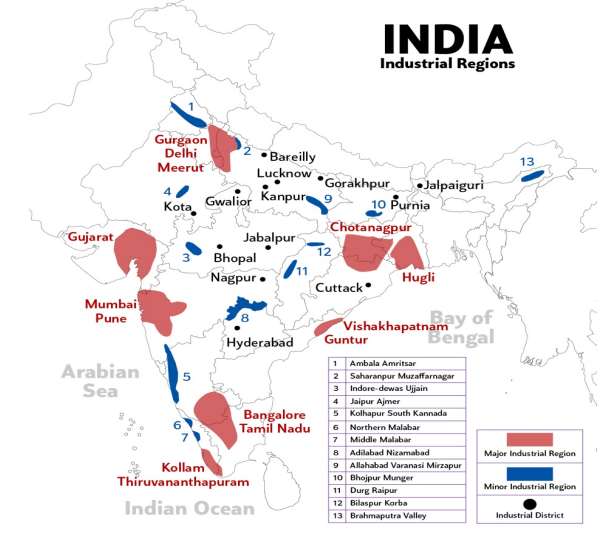 INDIA
Industrial Regions
1
Gurgaon
Delhi
Meerut
2
Bareilly
Lucknow
Gorakhpur
Jalpaiguri
13
4
Kota
Gwalior
Kanpur
9
10
Purnia
Chotanagpur
Gujarat
3
Bhopal
Jabalpur
12
11
Hugli
Nagpur
Cuttack
Mumbai
Pune
8
Hyderabad
Vishakhapatnam
Guntur
Bay of
Bengal
Arabian
Sea
5
6
7
Bangalore
Tamil Nadu
Kollam
Thiruvananthapuram
Indian Ocean
1 Ambala Amritsar
2 Saharanpur Muzaffarnagar
3 Indore-dewas Ujjain
4 Jaipur Ajmer
5 Kolhapur South Kannada
6 Northern Malabar
7 Middle Malabar
8 Adilabad Nizamabad
9 Allahabad Varanasi Mirzapur
10 Bhojpur Munger
11 Durg Raipur
12 Bilaspur Korba
13 Brahmaputra Valley
Major Industrial Region
Minor Industrial Region
Industrial District